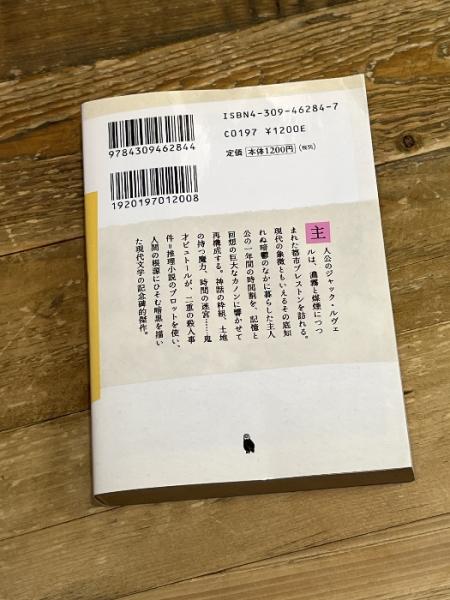 ISBN4-309-46284-7
C0197 ¥1200E
定価 本体1200円 (税別)
9784309462844
1920197012008
主人公のジャック・ルヴェ
ルは、濃霧と煤煙につつ
まれた都市ブレストンを訪れる。
現代の象徴ともいえるその底知
れぬ暗鬱のなかに暮らした主人
公の一年間の時間割を、記憶と
回想の巨大なカノンに響かせて
再構成する。神話の枠組、土地
の持つ魔力、時間の迷宮……鬼
才ビュトールが、二重の殺人事
件=推理小説のプロットを使い、
人間の根源にひそむ暗黒を描い
た現代文学の記念碑的傑作。